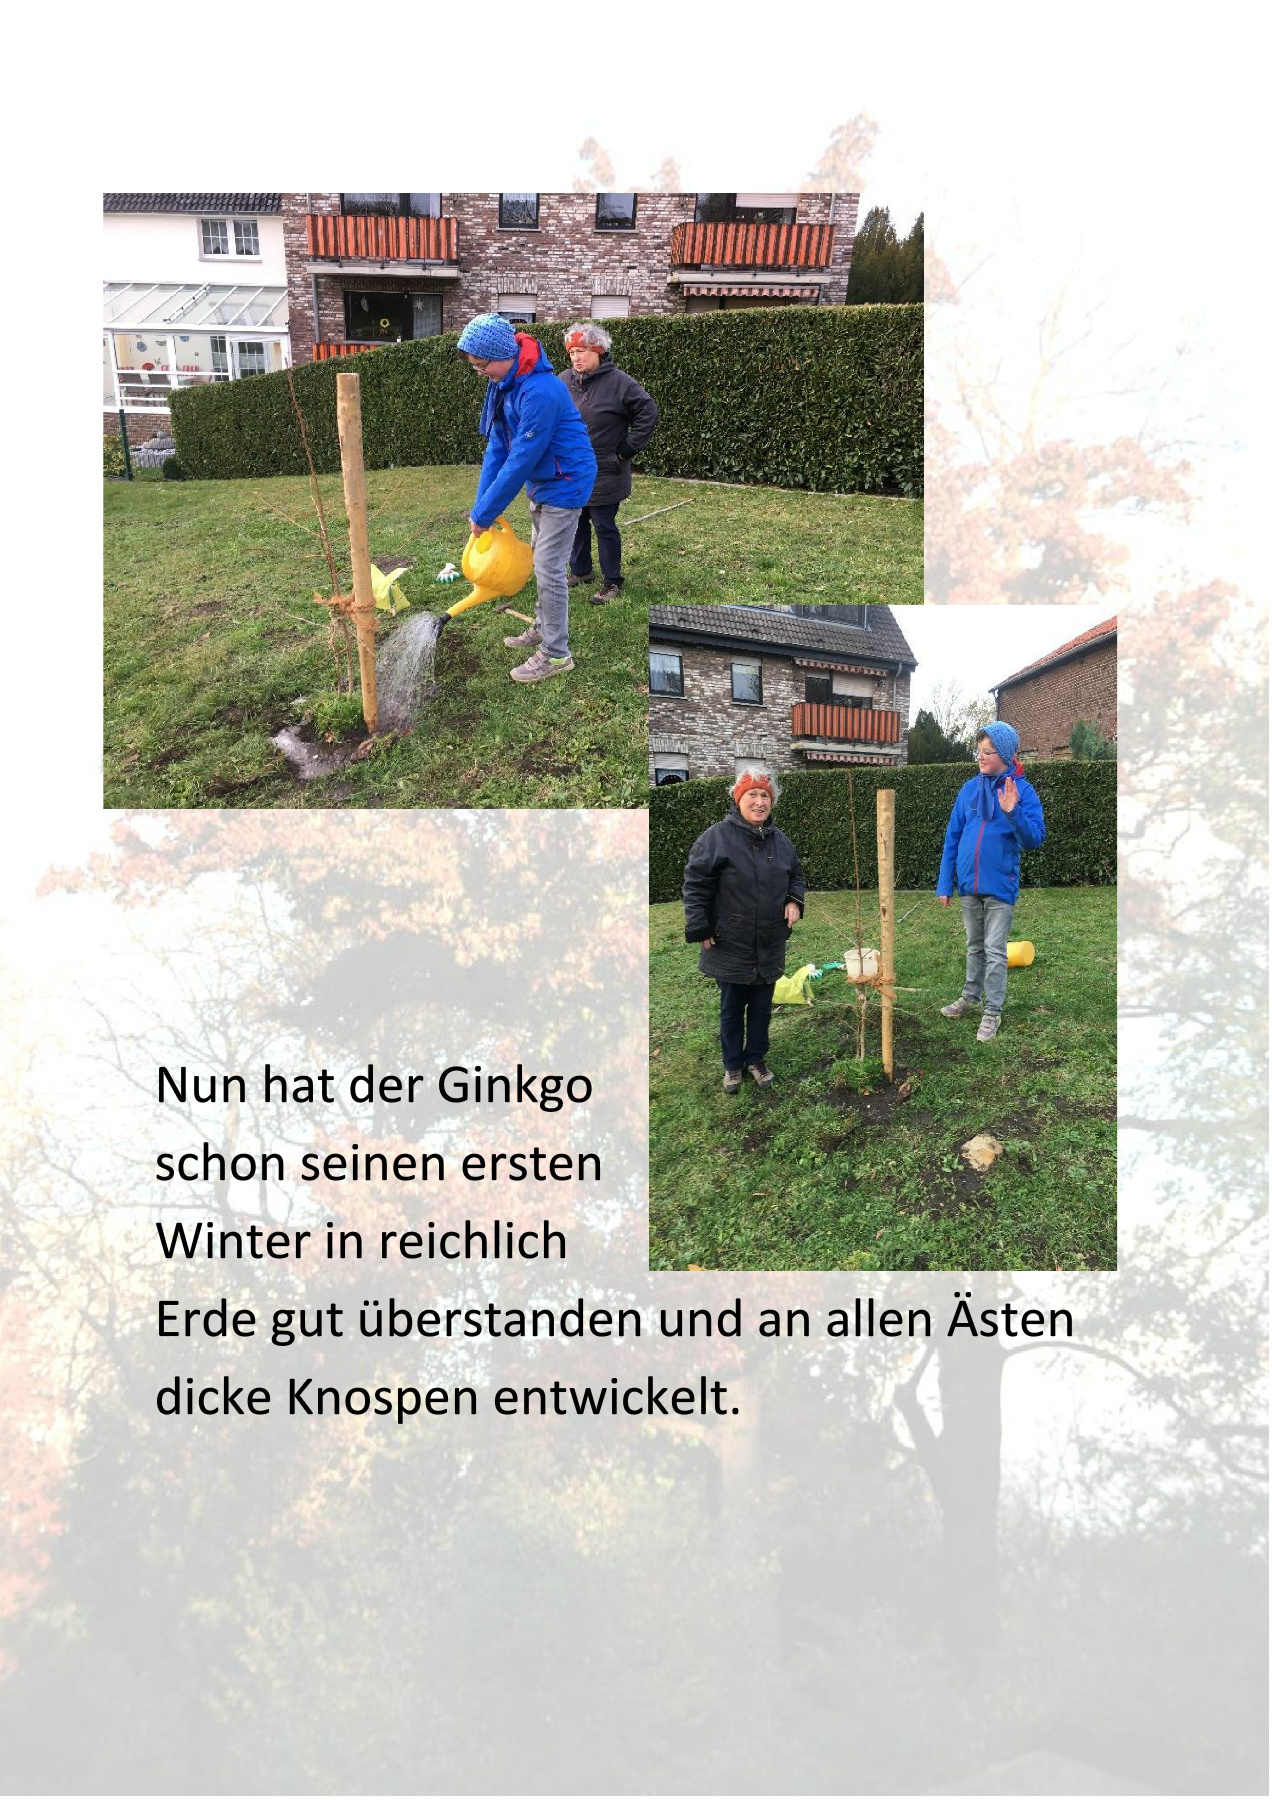 Nun hat der Ginkgo
schon seinen ersten
Winter in reichlich
Erde gut überstanden und an allen Ästen
dicke Knospen entwickelt.